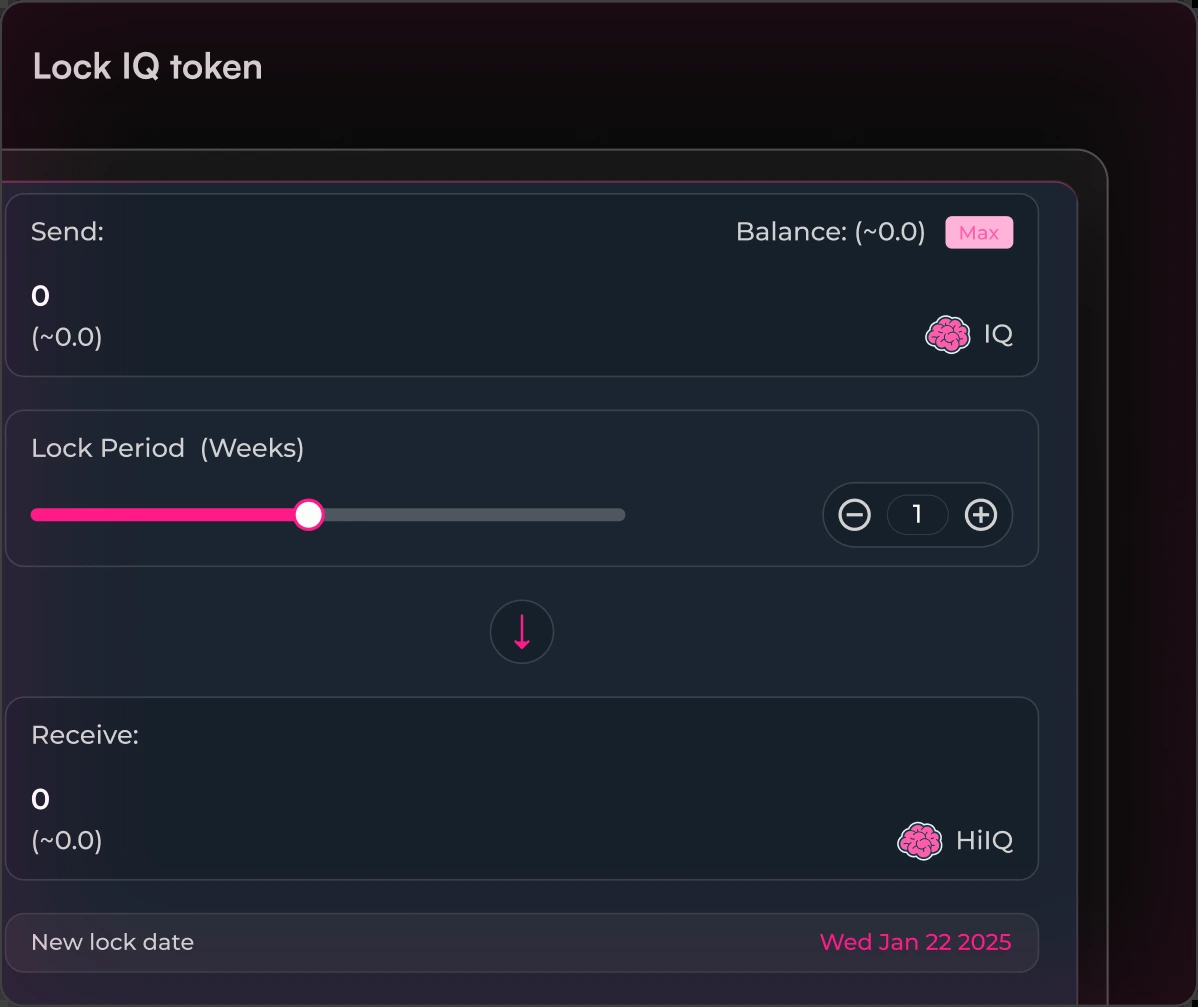 Lock IQ token
Send:
Balance: (~0.0) Max
0
(~0.0)
IQ
Lock Period (Weeks)
1
Receive:
0
(~0.0)
HiIQ
New lock date
Wed Jan 22 2025